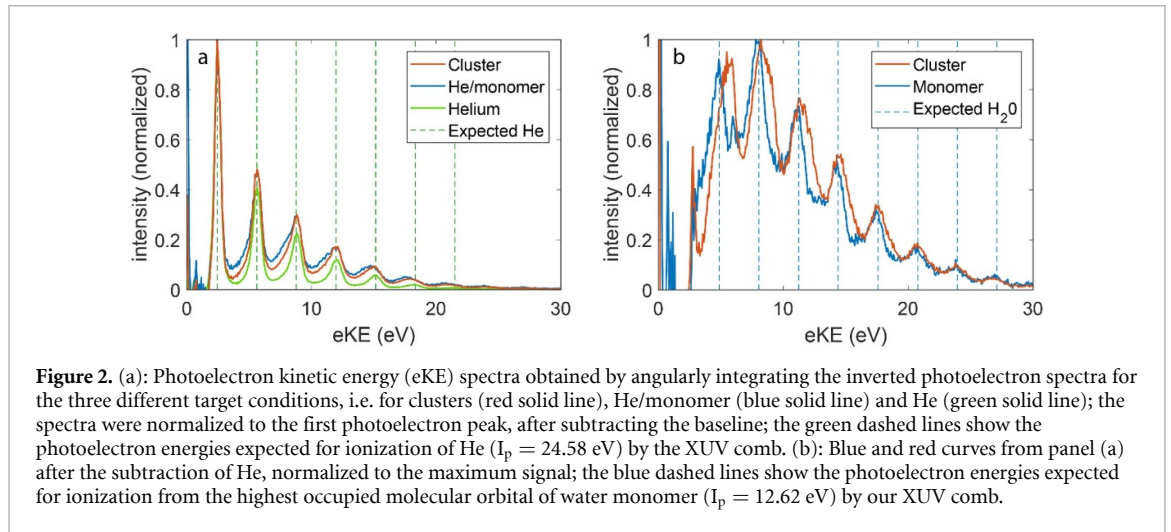 a
Cluster
He/monomer
Helium
Expected He
intensity (normalized)
1
0.8
0.6
0.4
0.2
0
0
10
20
30
eKE (eV)
b
Cluster
Monomer
Expected H₂0
intensity (normalized)
1
0.8
0.6
0.4
0.2
0
0
10
20
30
eKE (eV)
Figure 2. (a): Photoelectron kinetic energy (eKE) spectra obtained by angularly integrating the inverted photoelectron spectra for
the three different target conditions, i.e. for clusters (red solid line), He/monomer (blue solid line) and He (green solid line); the
spectra were normalized to the first photoelectron peak, after subtracting the baseline; the green dashed lines show the
photoelectron energies expected for ionization of He (Iₚ = 24.58 eV) by the XUV comb. (b): Blue and red curves from panel (a)
after the subtraction of He, normalized to the maximum signal; the blue dashed lines show the photoelectron energies expected
for ionization from the highest occupied molecular orbital of water monomer (Iₚ = 12.62 eV) by our XUV comb.